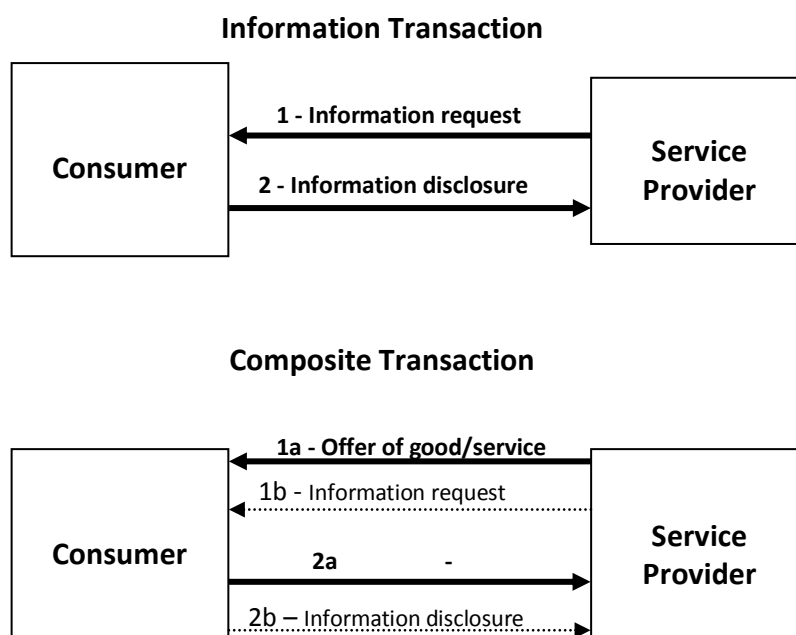 Information Transaction
1 - Information request
Consumer
Service
Provider
2 - Information disclosure
Composite Transaction
1a - Offer of good/service
1b - Information request
Consumer
Service
Provider
2a -
2b – Information disclosure